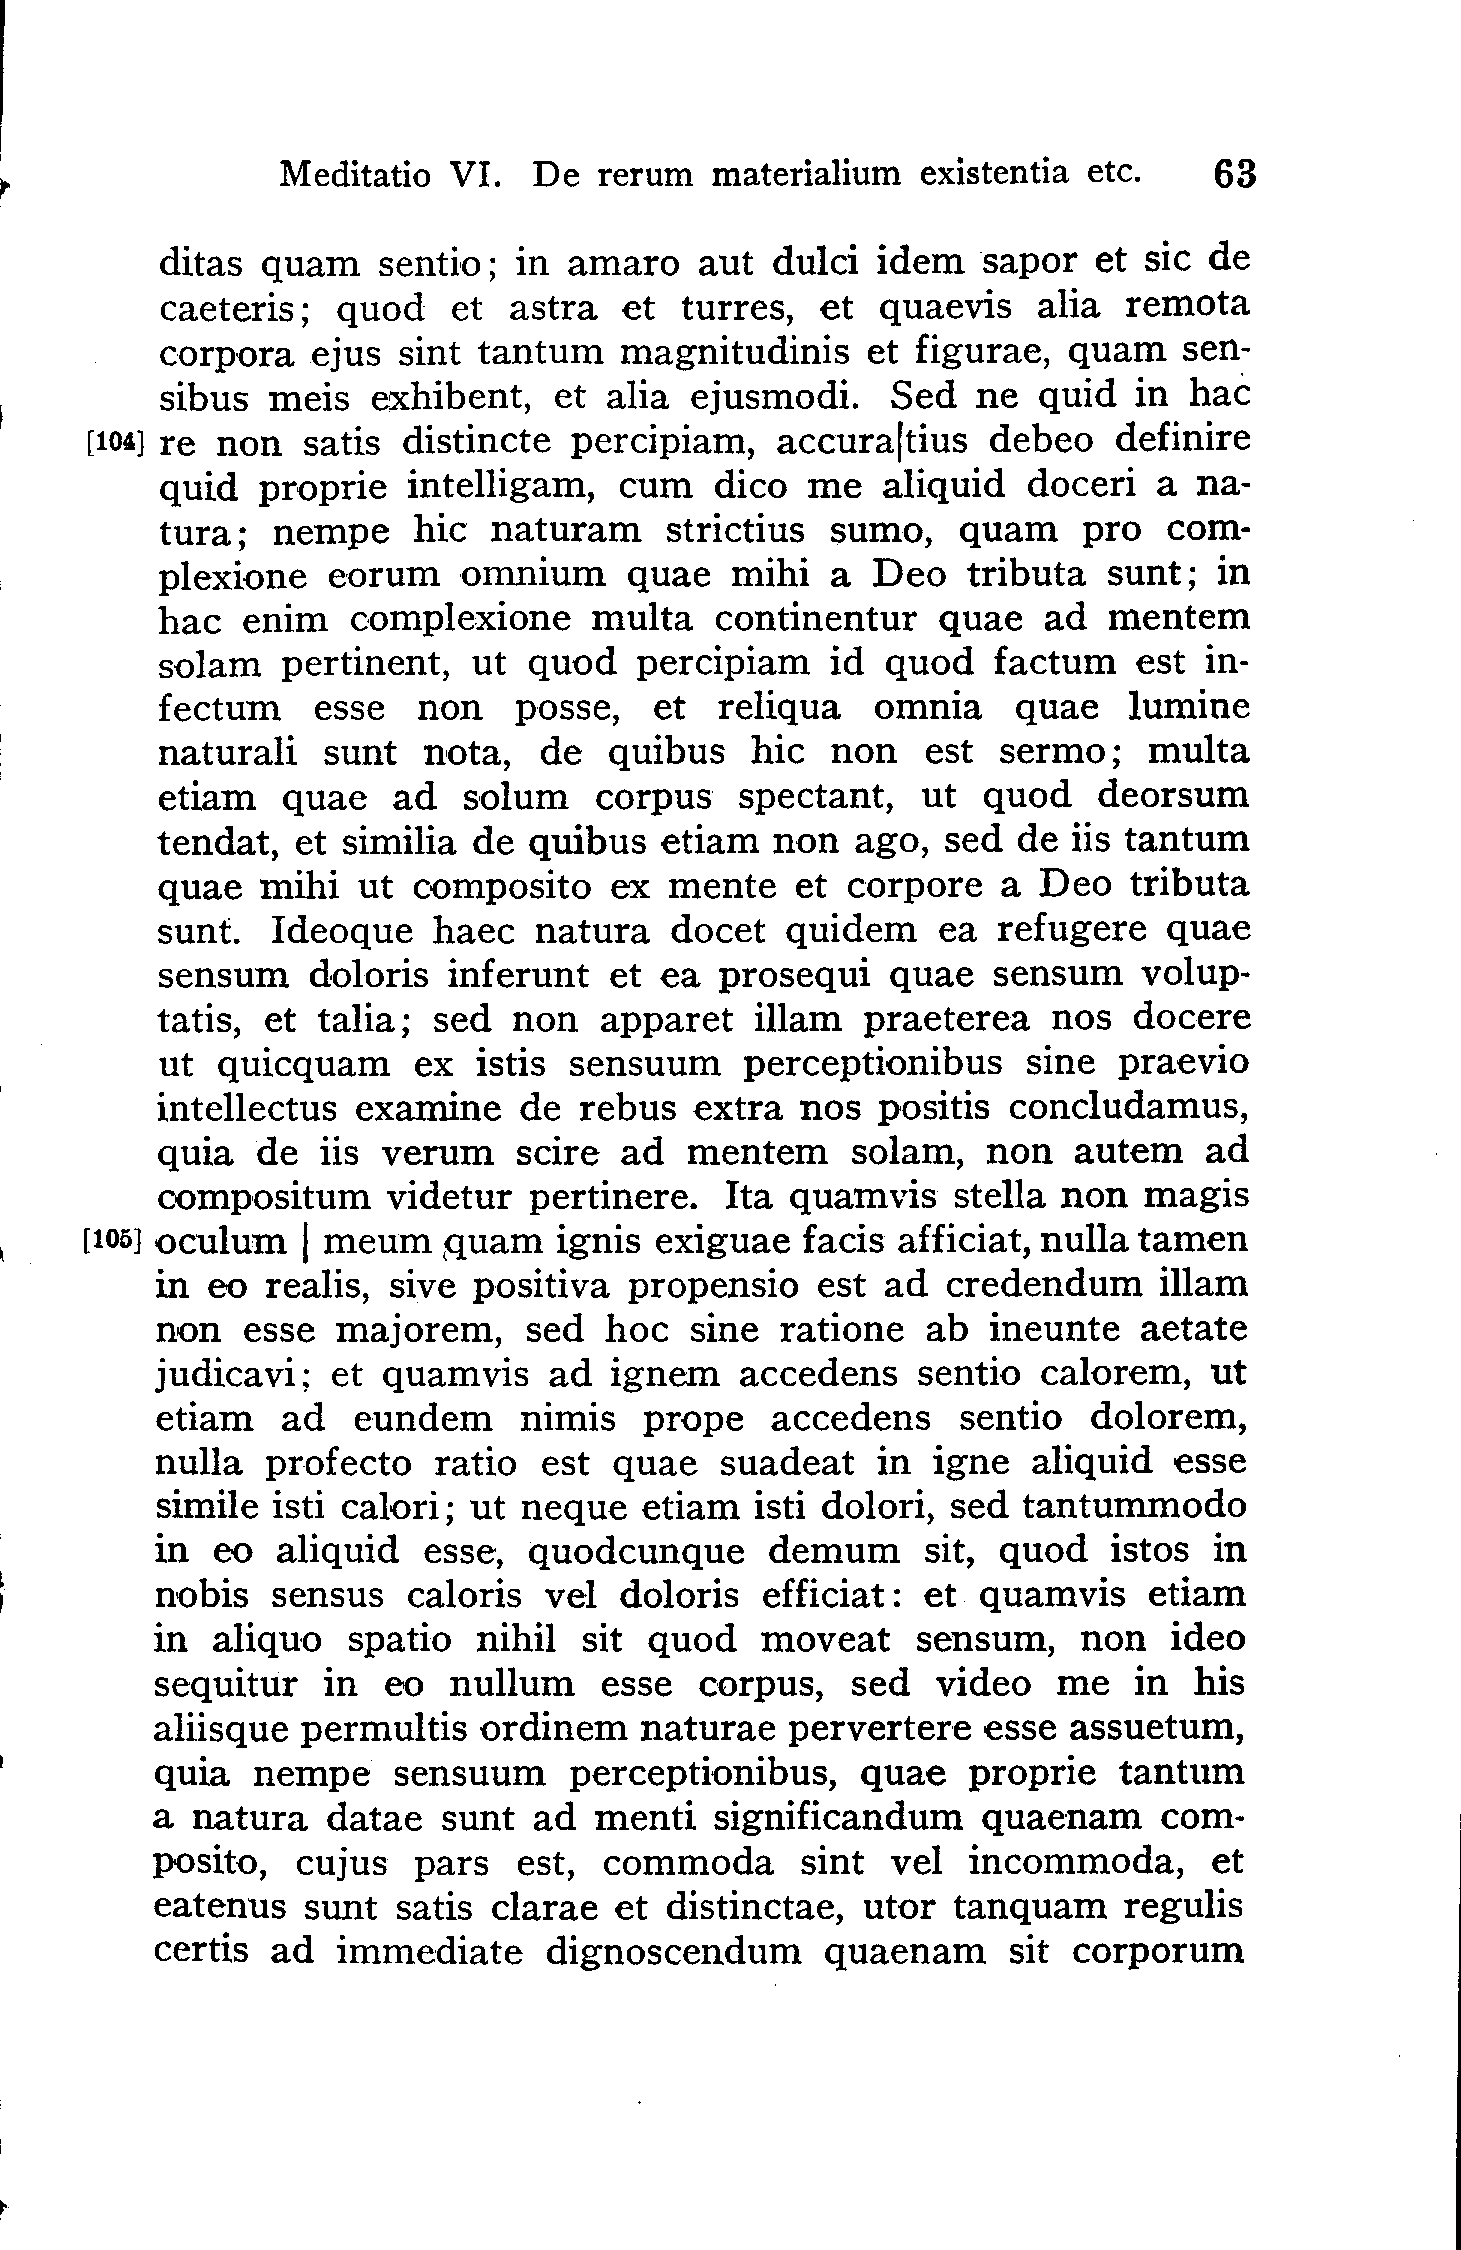 Meditatio VI. De rerum materialium existentia etc. 63
ditas quam sentio; in amaro aut dulci idem sapor et sic de
caeteris; quod et astra et turres, et quaevis alia remota
corpora ejus sint tantum magnitudinis et figurae, quam sen-
sibus meis exhibent, et alia ejusmodi. Sed ne quid in hac
[104] re non satis distincte percipiam, accura|tius debeo definire
quid proprie intelligam, cum dico me aliquid doceri a na-
tura; nempe hic naturam strictius sumo, quam pro com-
plexione eorum omnium quae mihi a Deo tributa sunt; in
hac enim complexione multa continentur quae ad mentem
solam pertinent, ut quod percipiam id quod factum est in-
fectum esse non posse, et reliqua omnia quae lumine
naturali sunt nota, de quibus hic non est sermo; multa
etiam quae ad solum corpus spectant, ut quod deorsum
tendat, et similia de quibus etiam non ago, sed de iis tantum
quae mihi ut composito ex mente et corpore a Deo tributa
sunt. Ideoque haec natura docet quidem ea refugere quae
sensum doloris inferunt et ea prosequi quae sensum volup-
tatis, et talia; sed non apparet illam praeterea nos docere
ut quicquam ex istis sensuum perceptionibus sine praevio
intellectus examine de rebus extra nos positis concludamus,
quia de iis verum scire ad mentem solam, non autem ad
compositum videtur pertinere. Ita quamvis stella non magis
[105] oculum | meum quam ignis exiguae facis afficiat, nulla tamen
in eo realis, sive positiva propensio est ad credendum illam
non esse majorem, sed hoc sine ratione ab ineunte aetate
judicavi; et quamvis ad ignem accedens sentio calorem, ut
etiam ad eundem nimis prope accedens sentio dolorem,
nulla profecto ratio est quae suadeat in igne aliquid esse
simile isti calori; ut neque etiam isti dolori, sed tantummodo
in eo aliquid esse, quodcunque demum sit, quod istos in
nobis sensus caloris vel doloris efficiat: et quamvis etiam
in aliquo spatio nihil sit quod moveat sensum, non ideo
sequitur in eo nullum esse corpus, sed video me in his
aliisque permultis ordinem naturae pervertere esse assuetum,
quia nempe sensuum perceptionibus, quae proprie tantum
a natura datae sunt ad menti significandum quaenam com-
posito, cujus pars est, commoda sint vel incommoda, et
eatenus sunt satis clarae et distinctae, utor tanquam regulis
certis ad immediate dignoscendum quaenam sit corporum